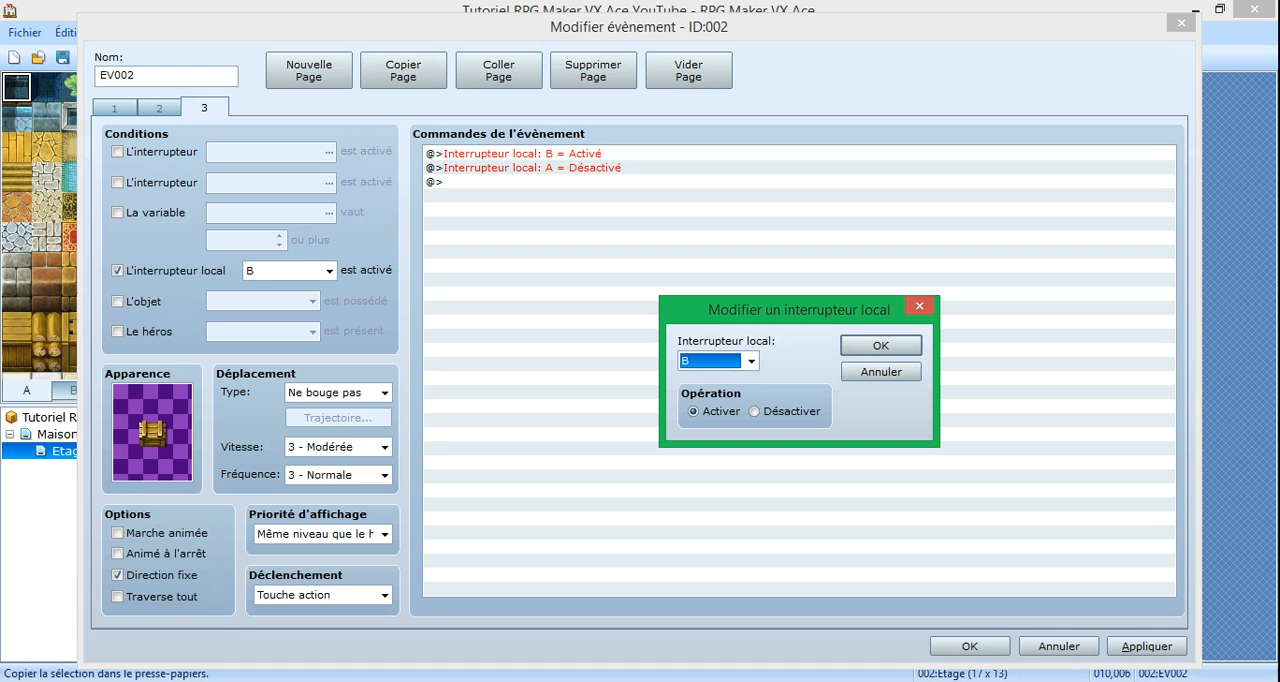 Tutoriel RPG Maker VX Ace YouTube - RPG Maker VX Ace
Fichier Éditi
Modifier évènement - ID:002
Nom:
EV002
Nouvelle Page
Copier Page
Coller Page
Supprimer Page
Vider Page
1 2 3
Conditions
L'interrupteur ... est activé
L'interrupteur ... est activé
La variable ... vaut
ou plus
L'interrupteur local B est activé
L'objet est possédé
Le héros est présent
Apparence
Déplacement
Type: Ne bouge pas
Trajectoire...
Vitesse: 3 - Modérée
Fréquence: 3 - Normale
Options
Marche animée
Animé à l'arrêt
Direction fixe
Traverse tout
Priorité d'affichage
Même niveau que le h
Déclenchement
Touche action
Commandes de l'évènement
@>Interrupteur local: B = Activé
@>Interrupteur local: A = Désactivé
@>
Modifier un interrupteur local
Interrupteur local:
B
OK
Annuler
Opération
Activer Désactiver
OK Annuler Appliquer
A B
Tutoriel R
Maison
Etag
Copier la sélection dans le presse-papiers.
002:Etage (17 x 13)
010,006
002:EV002